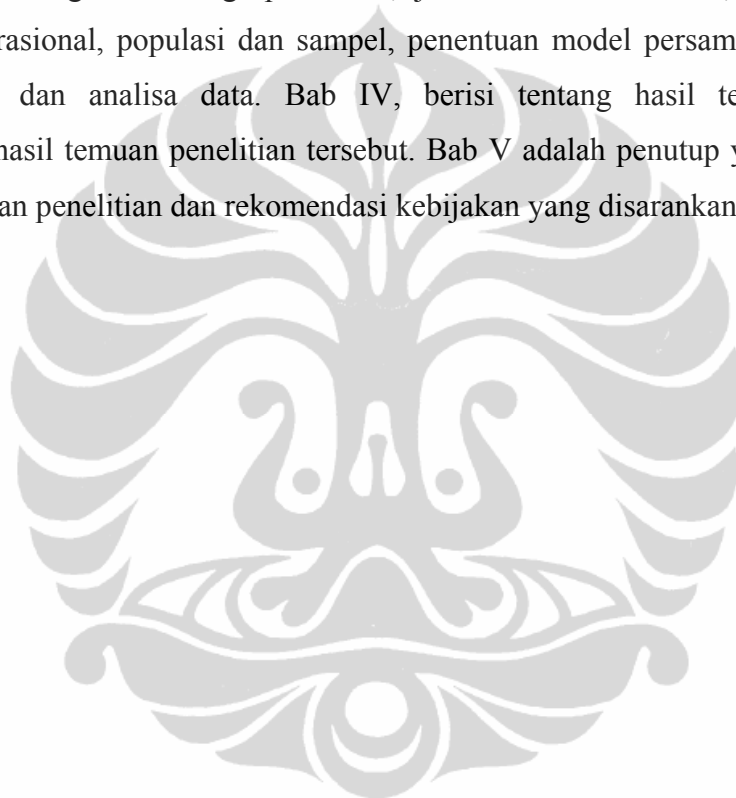 rasional, populasi dan sampel, penentuan model persam
dan analisa data. Bab IV, berisi tentang hasil te
hasil temuan penelitian tersebut. Bab V adalah penutup y
an penelitian dan rekomendasi kebijakan yang disarankan